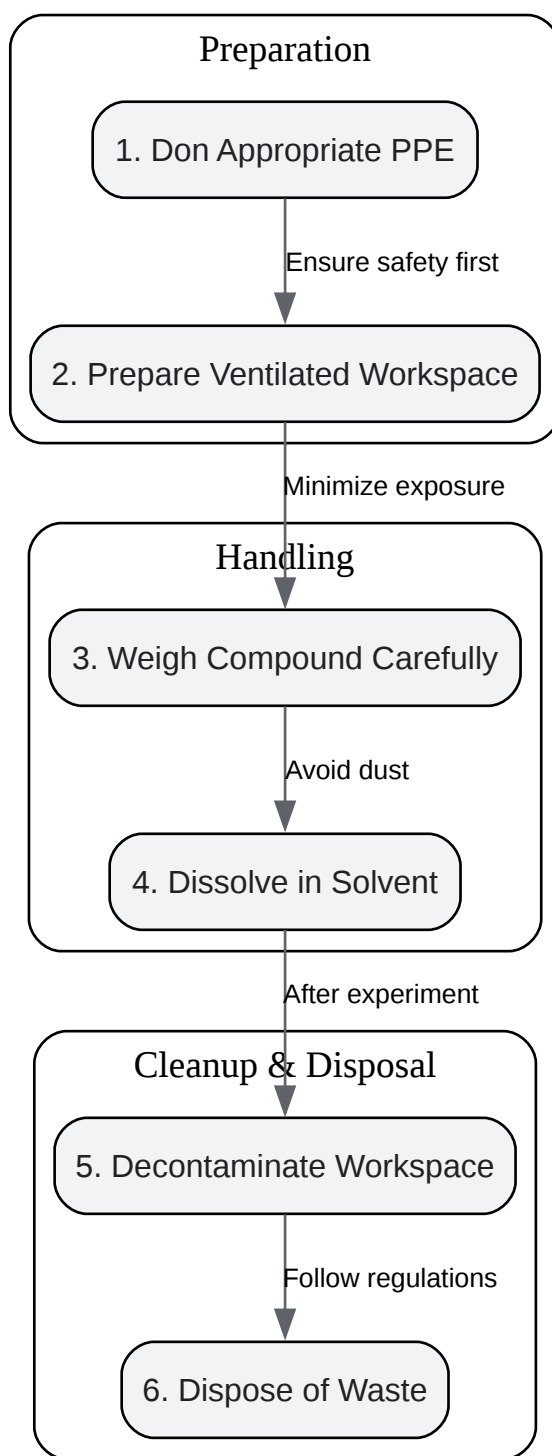 Preparation
1. Don Appropriate PPE
Ensure safety first
2. Prepare Ventilated Workspace
Minimize exposure
Handling
3. Weigh Compound Carefully
Avoid dust
4. Dissolve in Solvent
After experiment
Cleanup & Disposal
5. Decontaminate Workspace
Follow regulations
6. Dispose of Waste